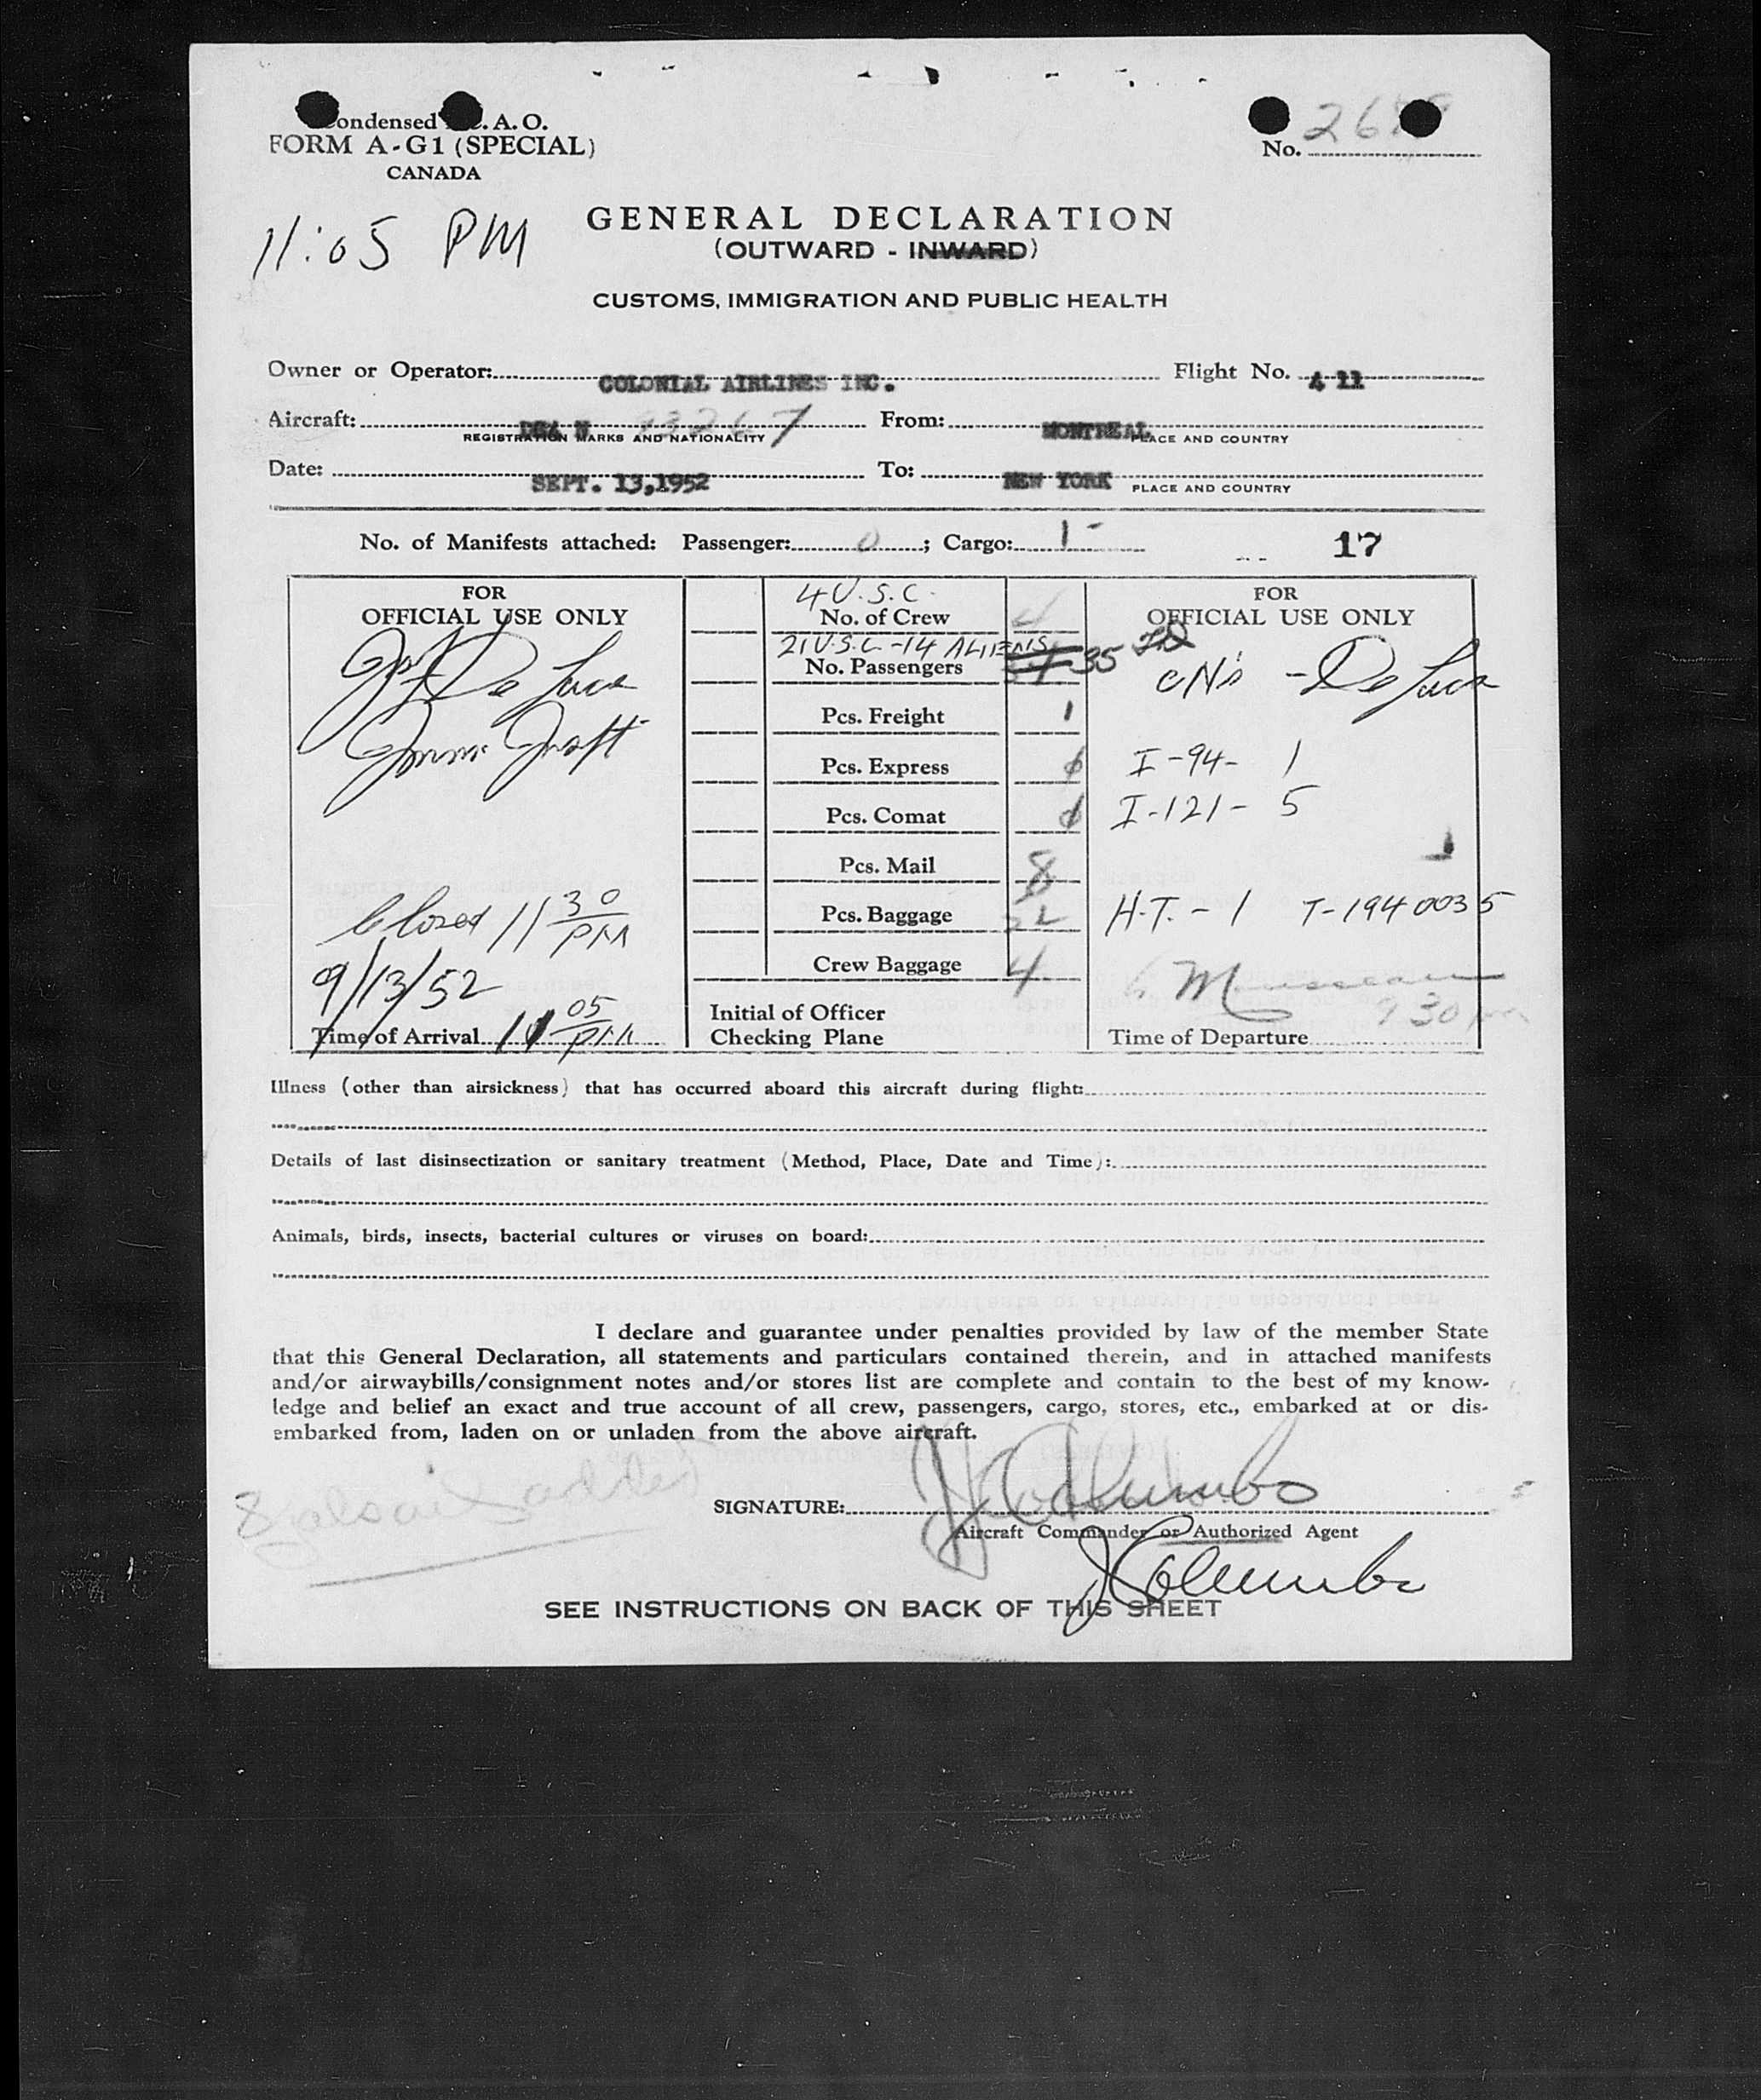 Condensed . A. O.
FORM A-G1 (SPECIAL)
CANADA
No.
11:05 PM
GENERAL DECLARATION
(OUTWARD - INWARD)
CUSTOMS, IMMIGRATION AND PUBLIC HEALTH
Owner or Operator: COLONIAL AIRLINES INC. Flight No. 4 11
Aircraft: N 93267 From: MONTREAL
REGISTRATION MARKS AND NATIONALITY PLACE AND COUNTRY
Date: SEPT. 13,1952 To: NEW YORK
PLACE AND COUNTRY
No. of Manifests attached: Passenger: 0 ; Cargo: 1 - 17
FOR
OFFICIAL USE ONLY
De Luca
Closed 11 30 PM
9/13/52
Time of Arrival 11 05 PM
4 U.S.C.
No. of Crew 4
21 U.S.C - 14 ALIENS
No. Passengers 35
Pcs. Freight 1
Pcs. Express 0
Pcs. Comat
Pcs. Mail 8
Pcs. Baggage 22
Crew Baggage 4
Initial of Officer
Checking Plane
FOR
OFFICIAL USE ONLY
CN's - De Luca
I-94- 1
I-121- 5
H.T. - 1 T-1940035
9 30 pm
Time of Departure
Illness (other than airsickness) that has occurred aboard this aircraft during flight:
Details of last disinsectization or sanitary treatment (Method, Place, Date and Time):
Animals, birds, insects, bacterial cultures or viruses on board:
I declare and guarantee under penalties provided by law of the member State
that this General Declaration, all statements and particulars contained therein, and in attached manifests
and/or airwaybills/consignment notes and/or stores list are complete and contain to the best of my know-
ledge and belief an exact and true account of all crew, passengers, cargo, stores, etc., embarked at or dis-
embarked from, laden on or unladen from the above aircraft.
SIGNATURE: J Columbo
Aircraft Commander or Authorized Agent
J Columbo
SEE INSTRUCTIONS ON BACK OF THIS SHEET